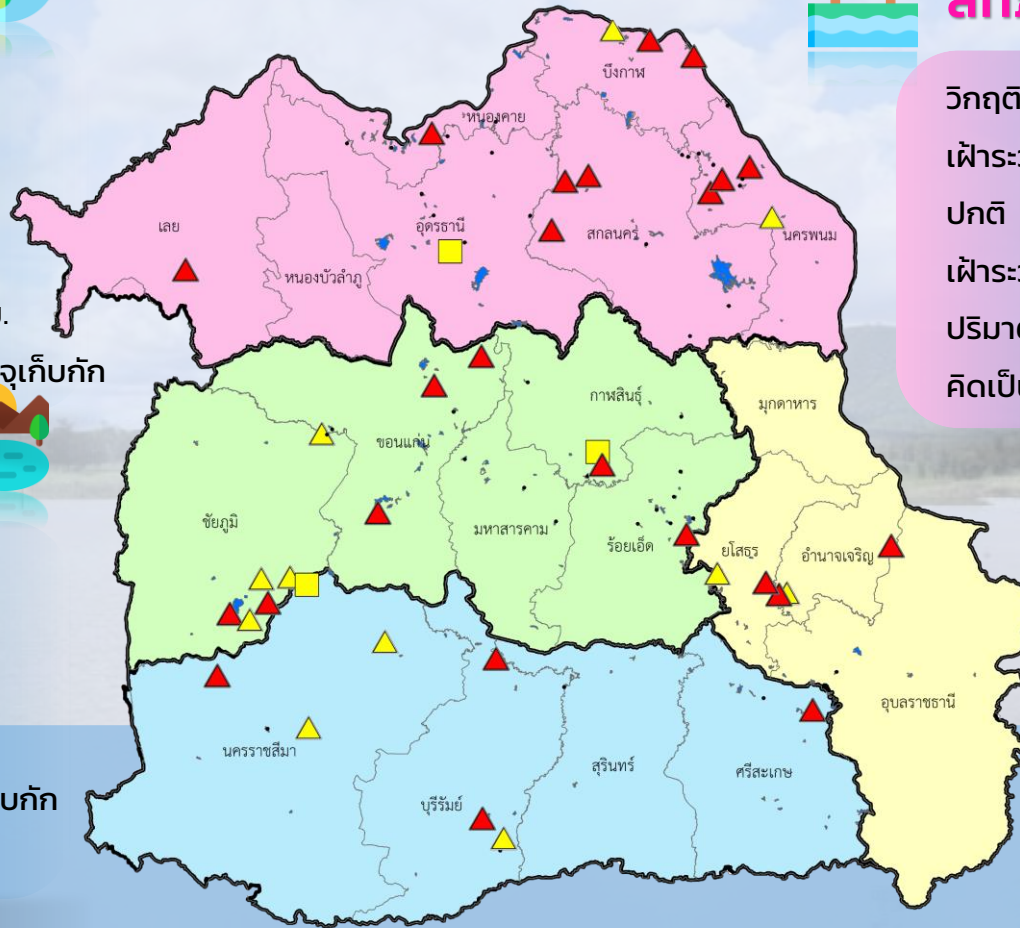 วิกฤติ
เฝ้าระ
ปกติ
เฝ้าระ
คิดเป็
จุเก็บกัก
บกัก
บึงกาฬ
หนองคาย
เลย
อุดรธานี
สกลนคร
นครพนม
หนองบัวลำภู
กาฬสินธุ์
มุกดาหาร
ขอนแก่น
ชัยภูมิ
มหาสารคาม
ร้อยเอ็ด
ยโสธร
อำนาจเจริญ
อุบลราชธานี
นครราชสีมา
บุรีรัมย์
สุรินทร์
ศรีสะเกษ